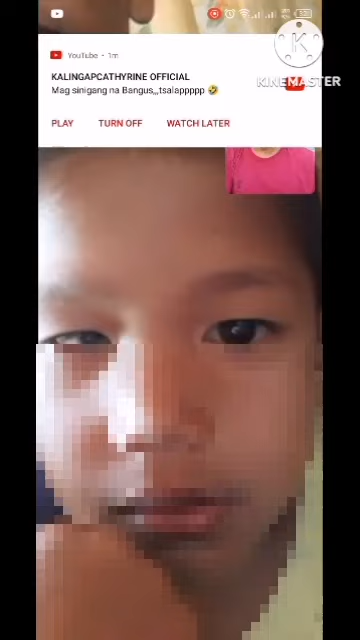 YouTube • 1m
KALINGAPCATHYRINE OFFICIAL
Mag sinigang na Bangus,,,tsalappppp 🤣
PLAY TURN OFF WATCH LATER
KINEMASTER